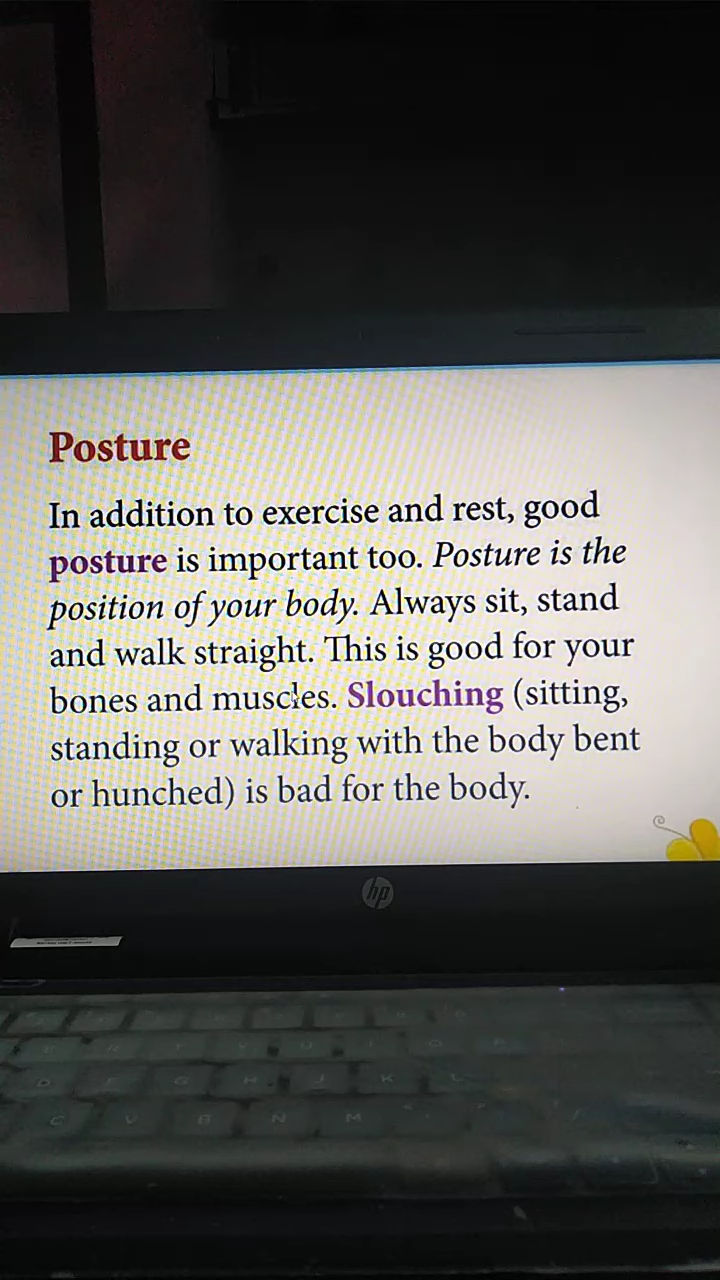 Posture
In addition to exercise and rest, good
posture is important too. Posture is the
position of your body. Always sit, stand
and walk straight. This is good for your
bones and muscles. Slouching (sitting,
standing or walking with the body bent
or hunched) is bad for the body.
hp
G H J K L
C V B N M